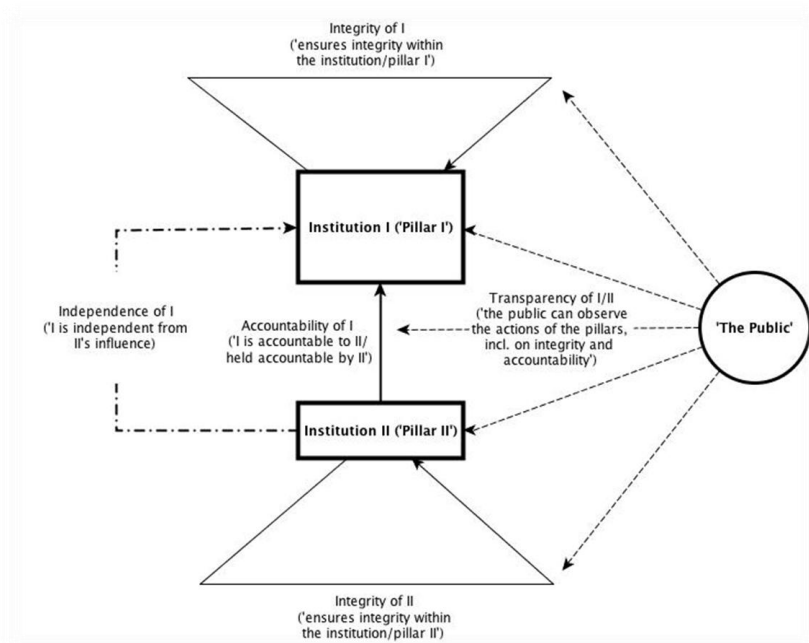 Integrity of I
('ensures integrity within
the institution/pillar I')
Institution I ('Pillar I')
Independence of I
('I is independent from
II's influence)
Accountability of I
('I is accountable to II/
held accountable by II')
Transparency of I/II
('the public can observe
the actions of the pillars,
incl. on integrity and
accountability')
'The Public'
Institution II ('Pillar II')
Integrity of II
('ensures integrity within
the institution/pillar II')